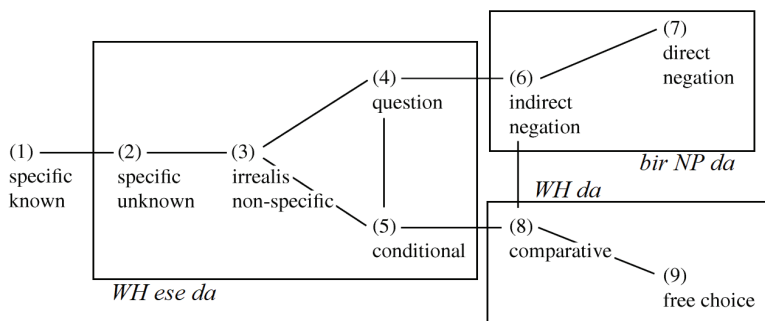 (7)
direct
negation
(4)
question
(6)
indirect
negation
bir NP da
(1)
specific
known
(2)
specific
unknown
(3)
irrealis
non-specific
WH da
(5)
conditional
(8)
comparative
(9)
free choice
WH ese da